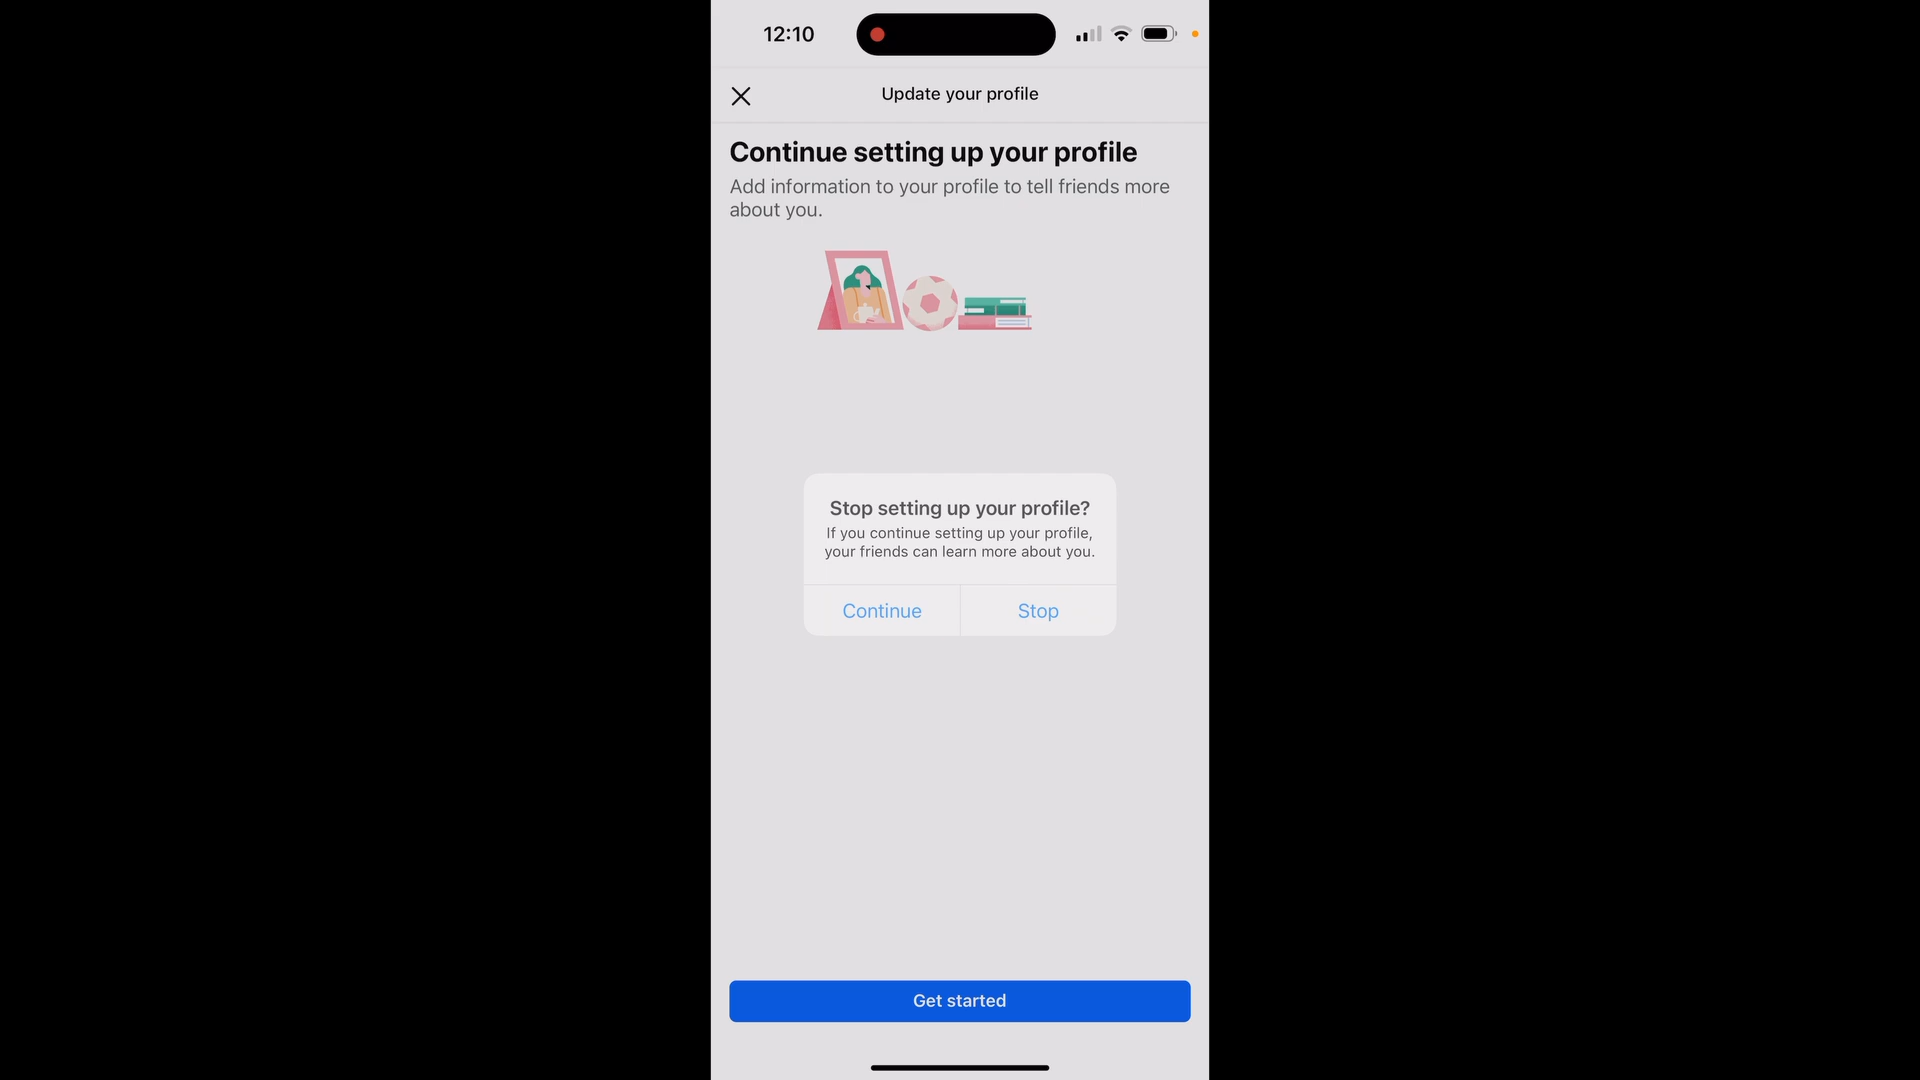 12:10
Update your profile
Continue setting up your profile
Add information to your profile to tell friends more
about you.
Stop setting up your profile?
If you continue setting up your profile,
your friends can learn more about you.
Continue
Stop
Get started